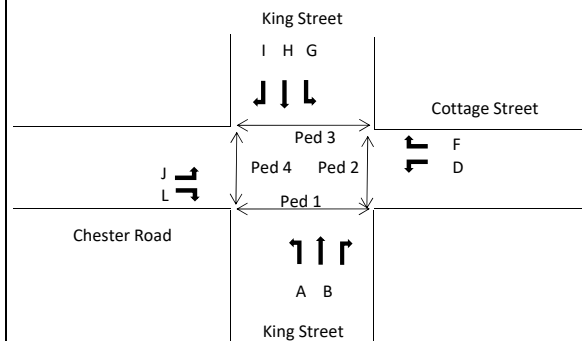 King Street
I H G
Cottage Street
Ped 3
F
J
Ped 4 Ped 2
D
L
Ped 1
Chester Road
A B
King Street